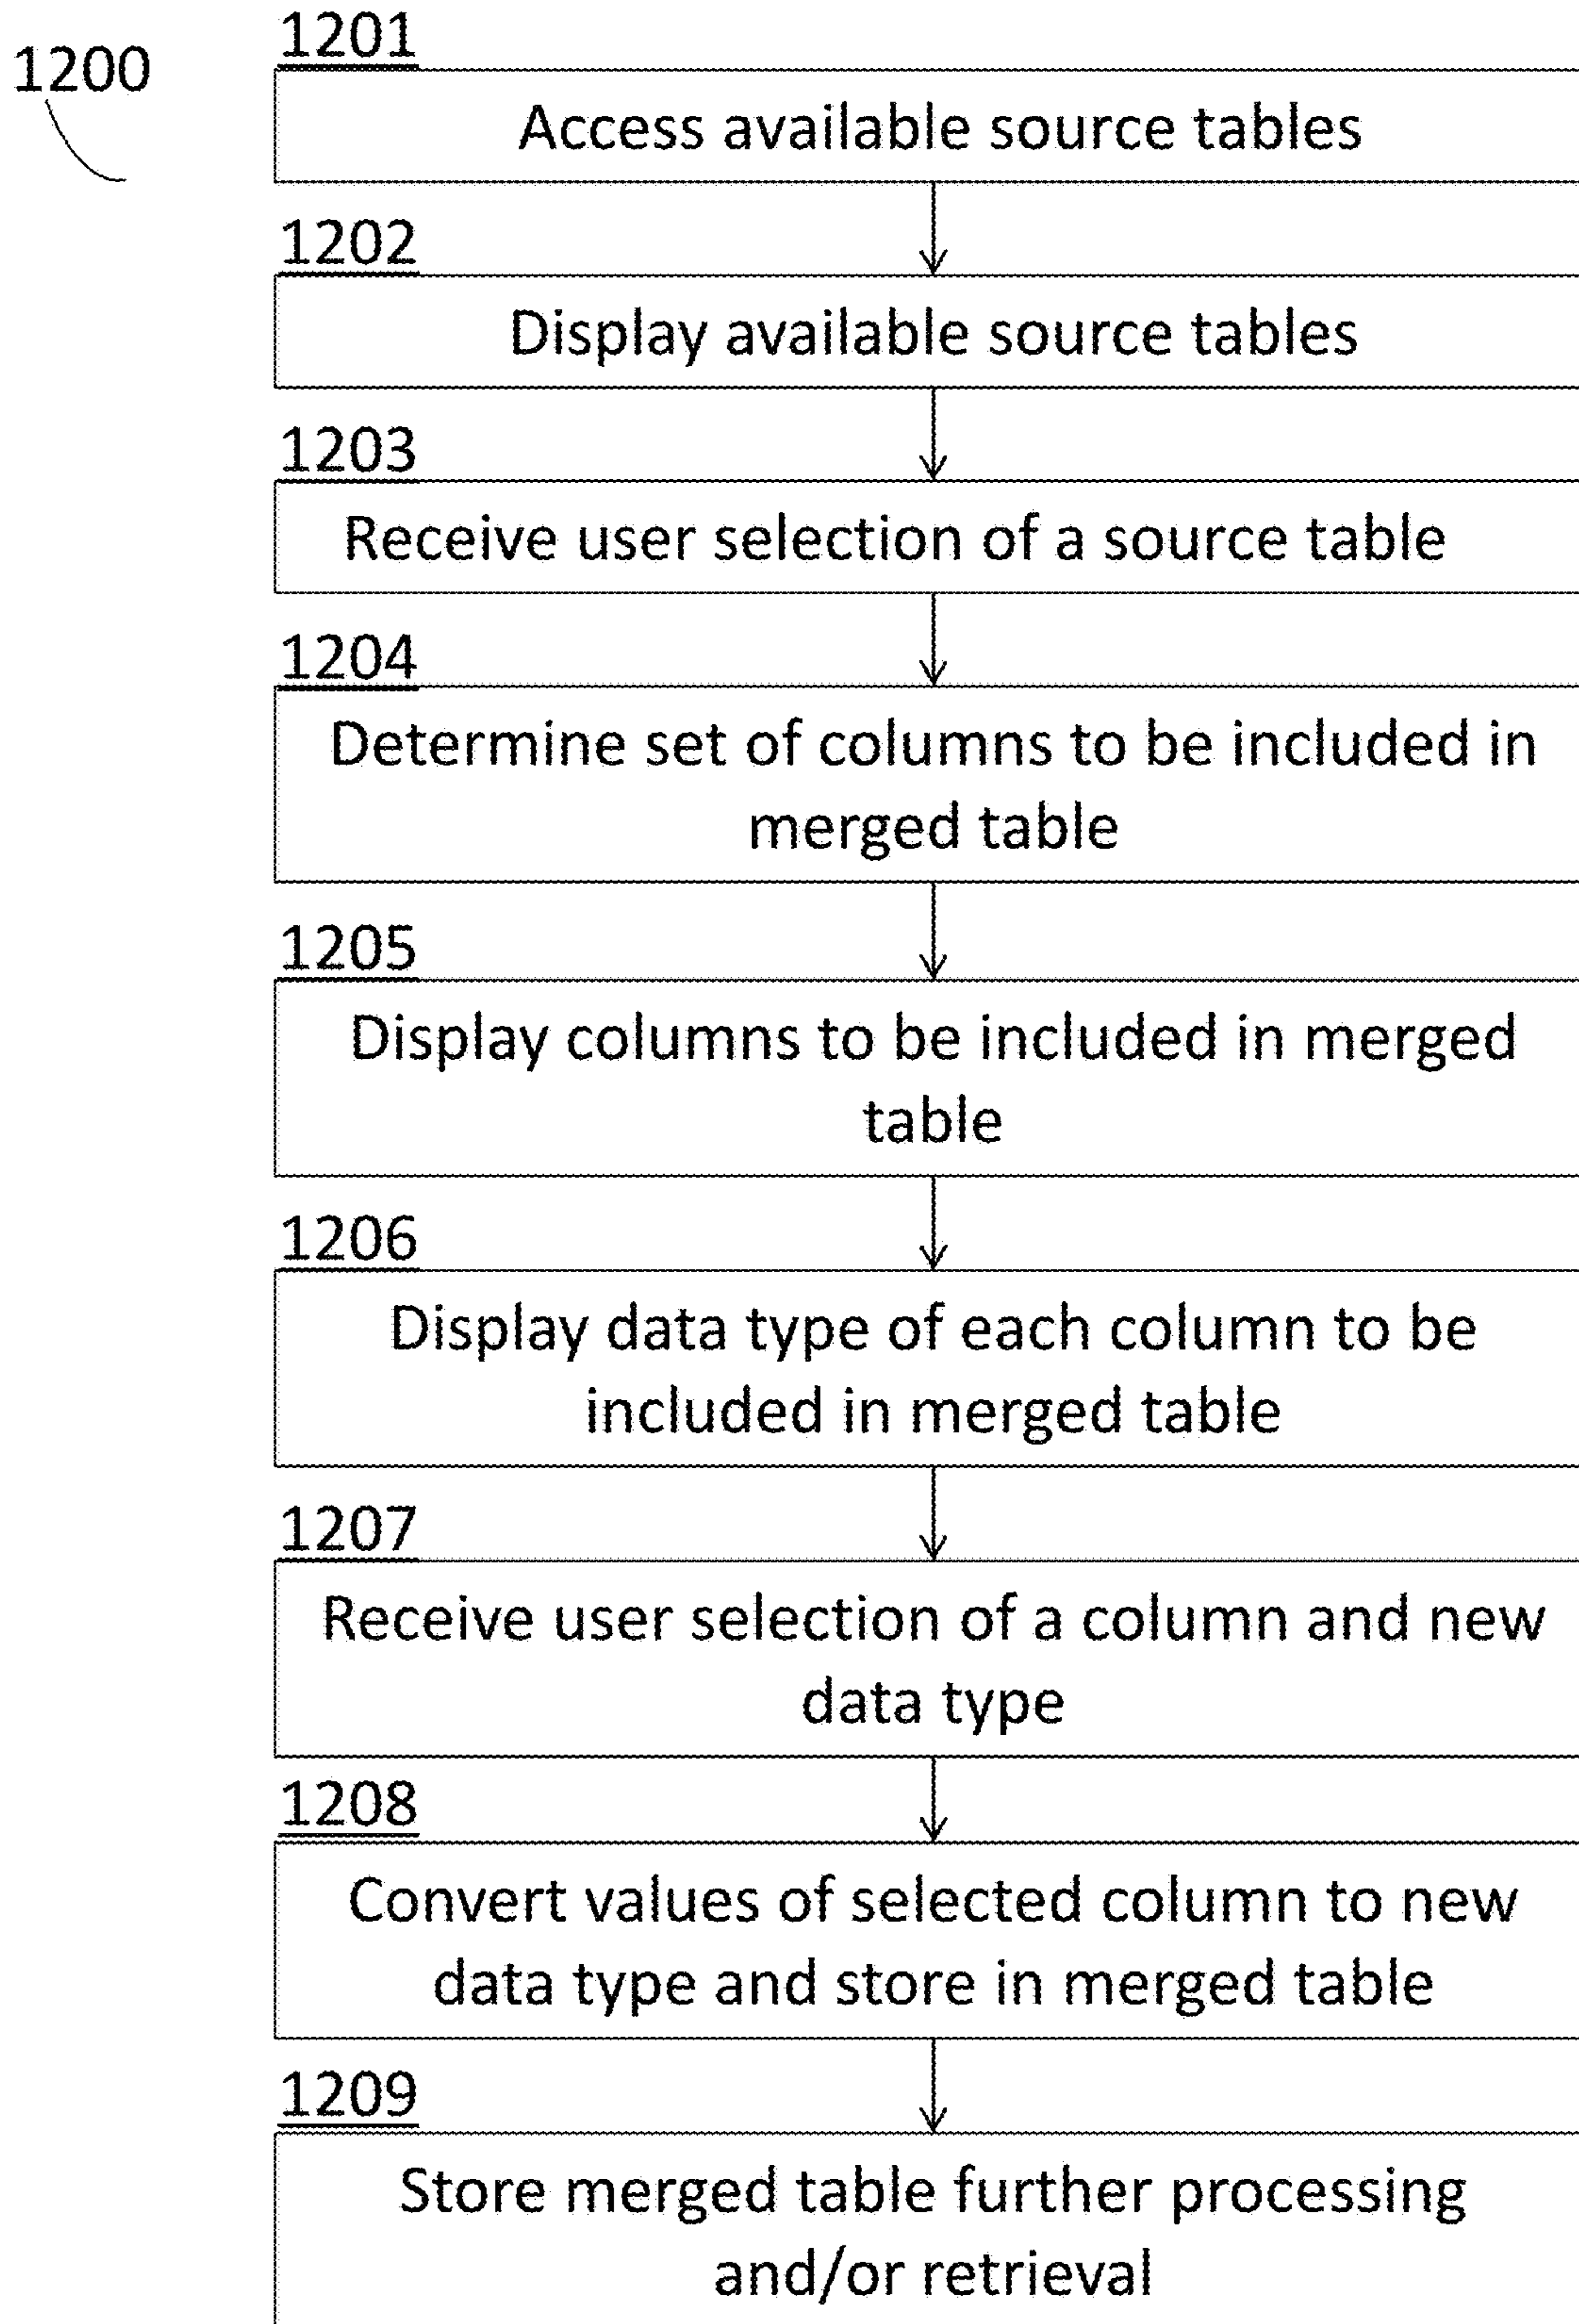 1200
1201
Access available source tables
1202
Display available source tables
1203
Receive user selection of a source table
1204
Determine set of columns to be included in
merged table
1205
Display columns to be included in merged
table
1206
Display data type of each column to be
included in merged table
1207
Receive user selection of a column and new
data type
1208
Convert values of selected column to new
data type and store in merged table
1209
Store merged table further processing
and/or retrieval